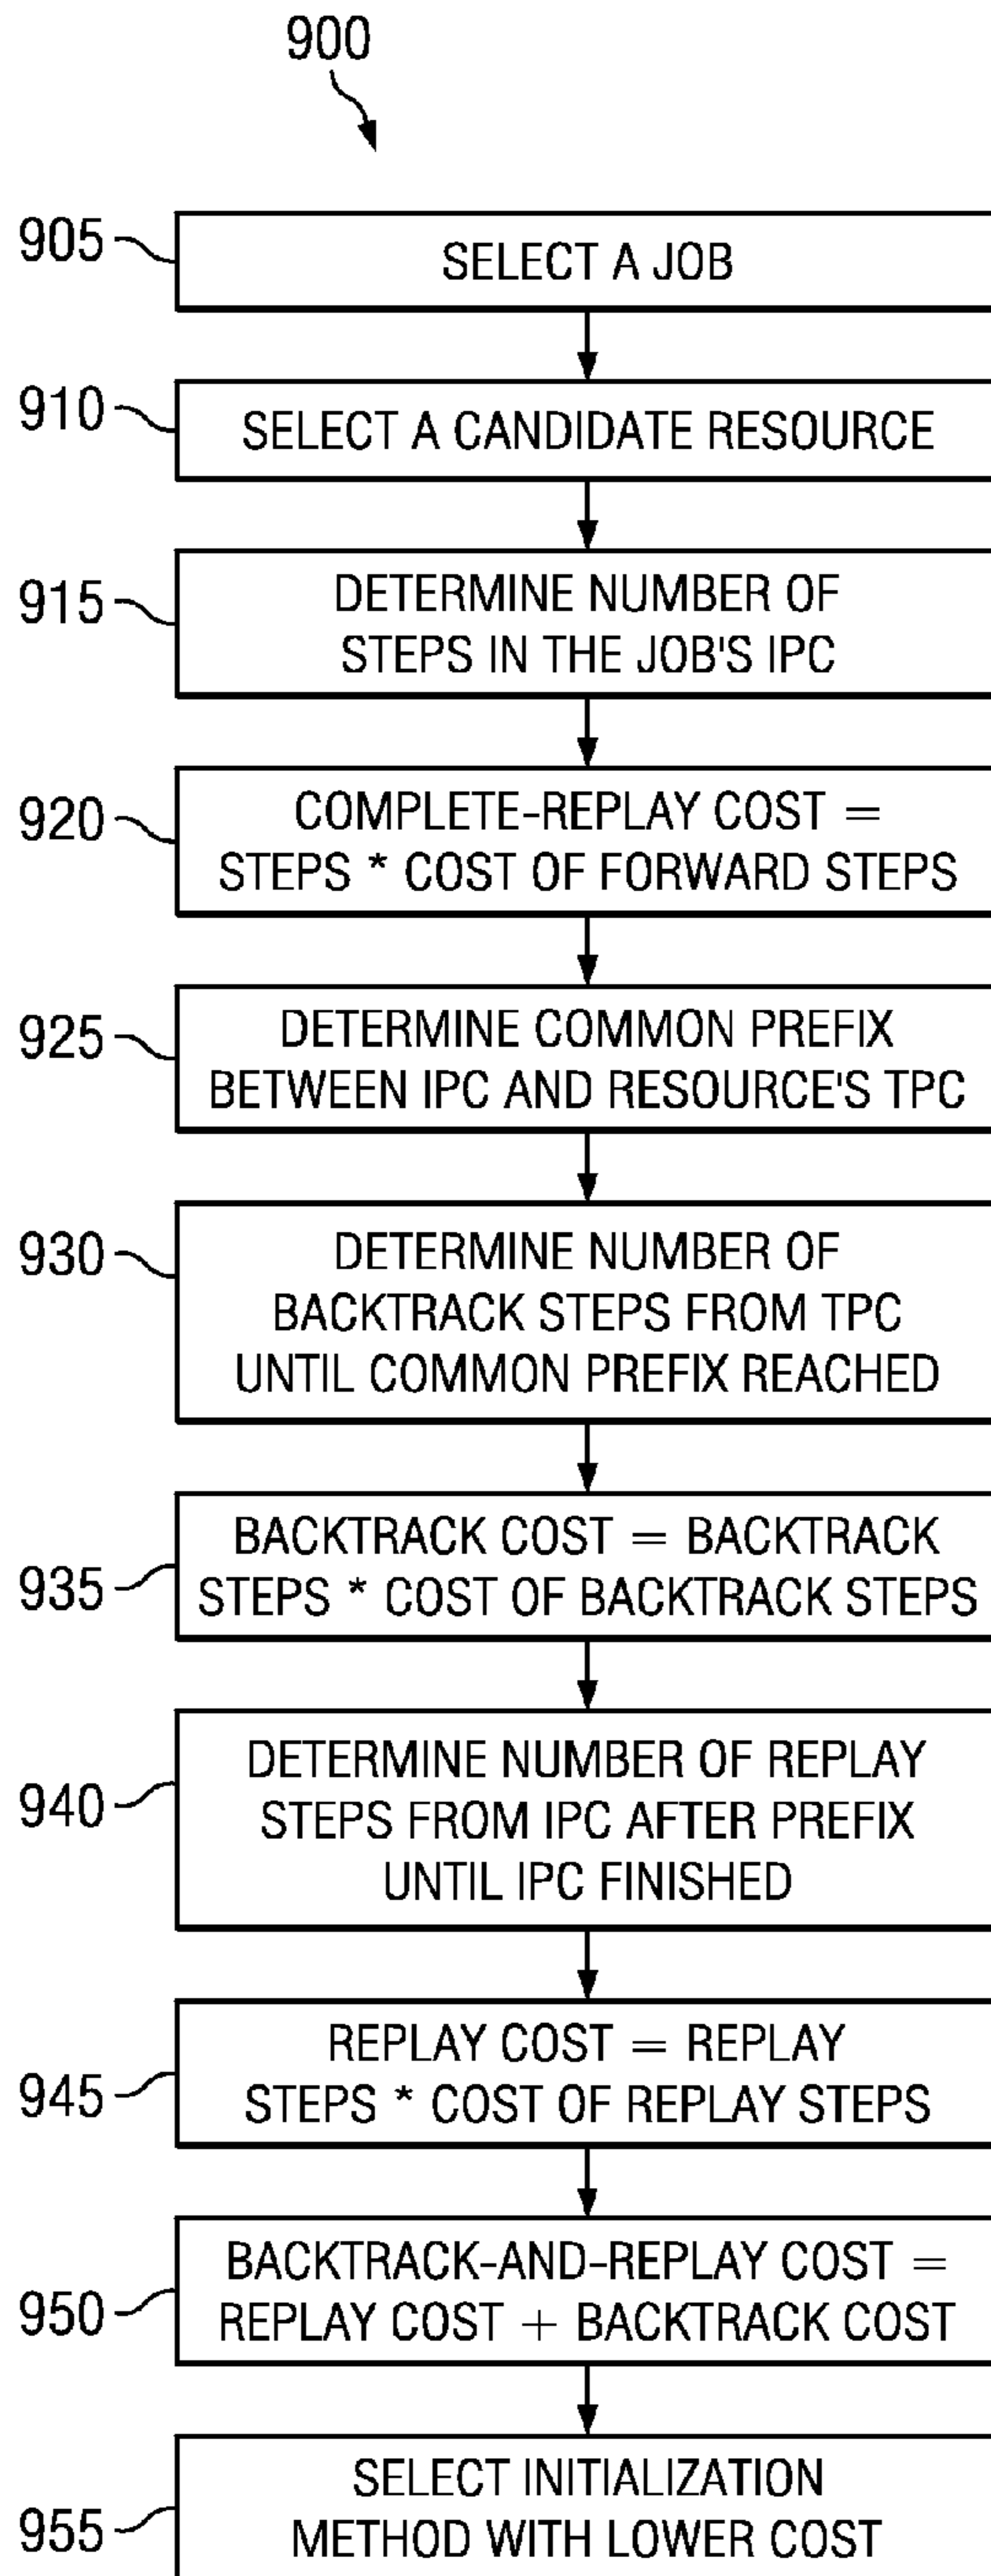 900
905
SELECT A JOB
910
SELECT A CANDIDATE RESOURCE
915
DETERMINE NUMBER OF
STEPS IN THE JOB'S IPC
920
COMPLETE-REPLAY COST =
STEPS * COST OF FORWARD STEPS
925
DETERMINE COMMON PREFIX
BETWEEN IPC AND RESOURCE'S TPC
930
DETERMINE NUMBER OF
BACKTRACK STEPS FROM TPC
UNTIL COMMON PREFIX REACHED
935
BACKTRACK COST = BACKTRACK
STEPS * COST OF BACKTRACK STEPS
940
DETERMINE NUMBER OF REPLAY
STEPS FROM IPC AFTER PREFIX
UNTIL IPC FINISHED
945
REPLAY COST = REPLAY
STEPS * COST OF REPLAY STEPS
950
BACKTRACK-AND-REPLAY COST =
REPLAY COST + BACKTRACK COST
955
SELECT INITIALIZATION
METHOD WITH LOWER COST